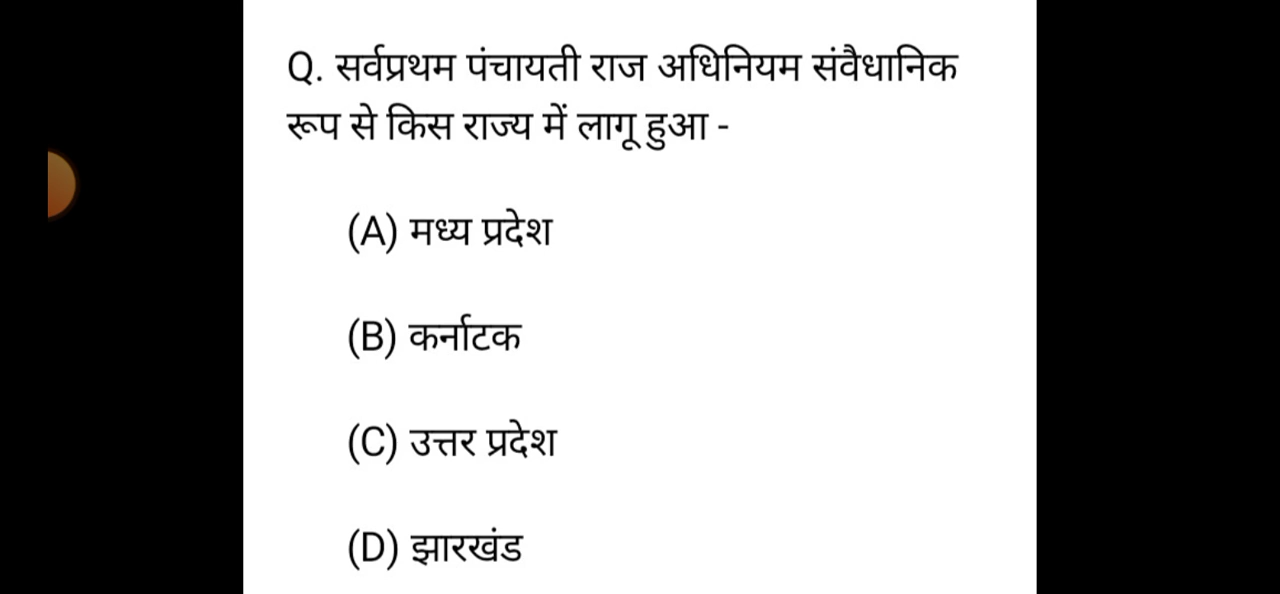 Q. सर्वप्रथम पंचायती राज अधिनियम संवैधानिक
रूप से किस राज्य में लागू हुआ -
(A) मध्य प्रदेश
(B) कर्नाटक
(C) उत्तर प्रदेश
(D) झारखंड